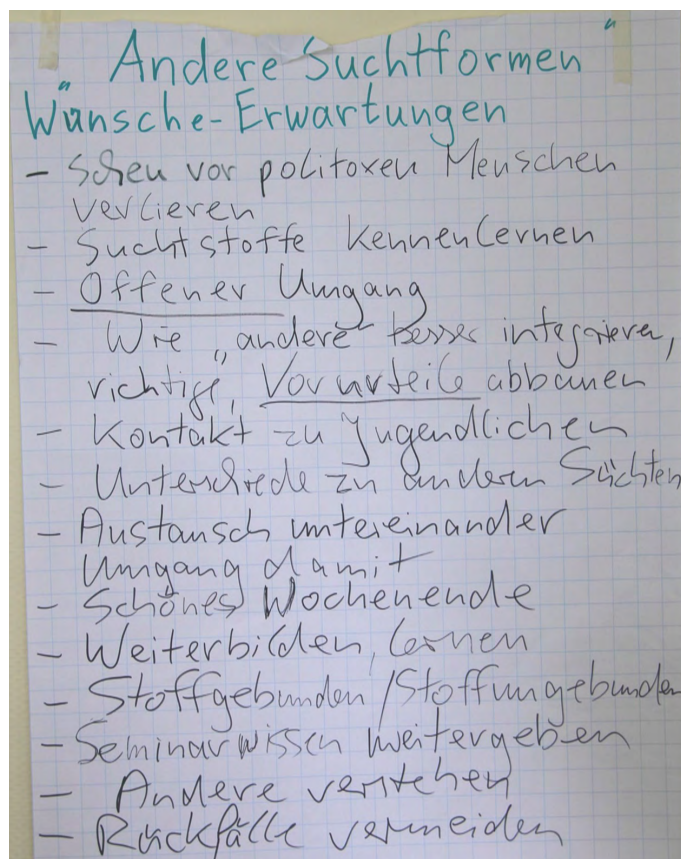 "Andere Suchtformen"
Wünsche-Erwartungen
- Scheu vor politoxen Menschen
verlieren
- Suchtstoffe kennenlernen
- Offener Umgang
- Wie „andere" besser integrieren,
richtige, Vorurteile abbauen
- Kontakt zu Jugendlichen
- Unterschiede zu anderen Süchten
- Austausch untereinander
Umgang damit
- Schönes Wochenende
- Weiterbilden, lernen
- Stoffgebunden/Stoffungebunden
- Seminarwissen weitergeben
- Andere verstehen
- Rückfälle vermeiden